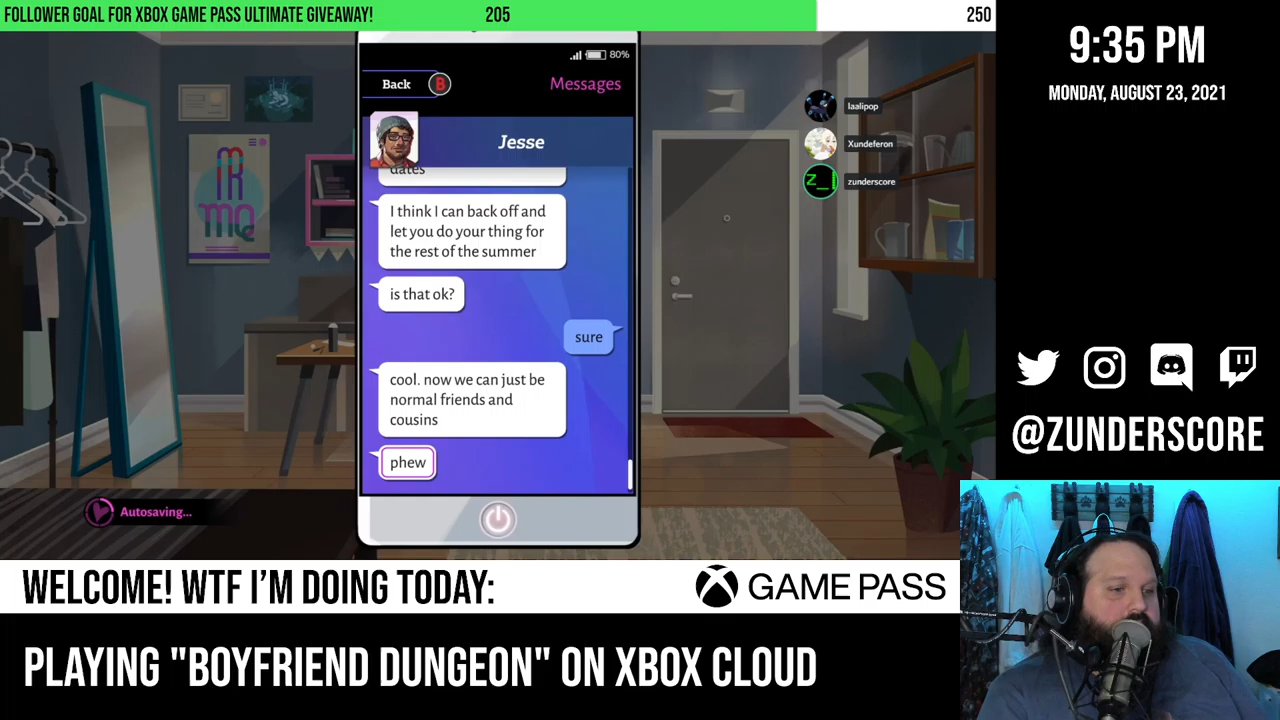 FOLLOWER GOAL FOR XBOX GAME PASS ULTIMATE GIVEAWAY!
205
250
9:35 PM
MONDAY, AUGUST 23, 2021
80%
Back
B
Messages
Jesse
dates
I think I can back off and
let you do your thing for
the rest of the summer
is that ok?
sure
cool. now we can just be
normal friends and
cousins
phew
laalipop
Xundeferon
Z_
zunderscore
@ZUNDERSCORE
Autosaving...
WELCOME! WTF I'M DOING TODAY:
GAME PASS
PLAYING "BOYFRIEND DUNGEON" ON XBOX CLOUD